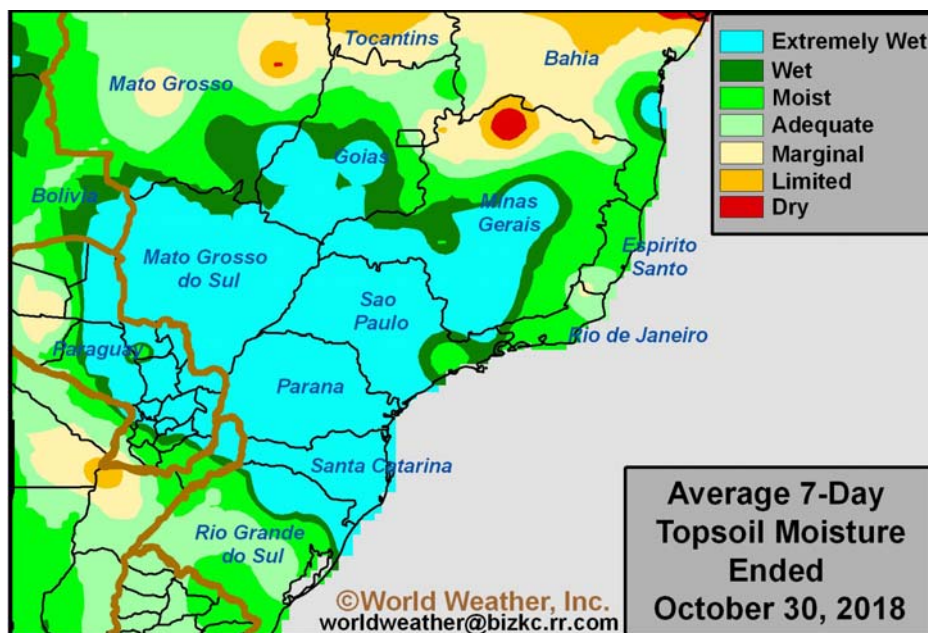 Tocantins
Bahia
Mato Grosso
Goias
Bolivia
Minas
Gerais
Mato Grosso
do Sul
Espirito
Santo
Sao
Paulo
Rio de Janeiro
Paraguay
Parana
Santa Catarina
Rio Grande
do Sul
Extremely Wet
Wet
Moist
Adequate
Marginal
Limited
Dry
Average 7-Day
Topsoil Moisture
Ended
October 30, 2018
©World Weather, Inc.
worldweather@bizkc.rr.com